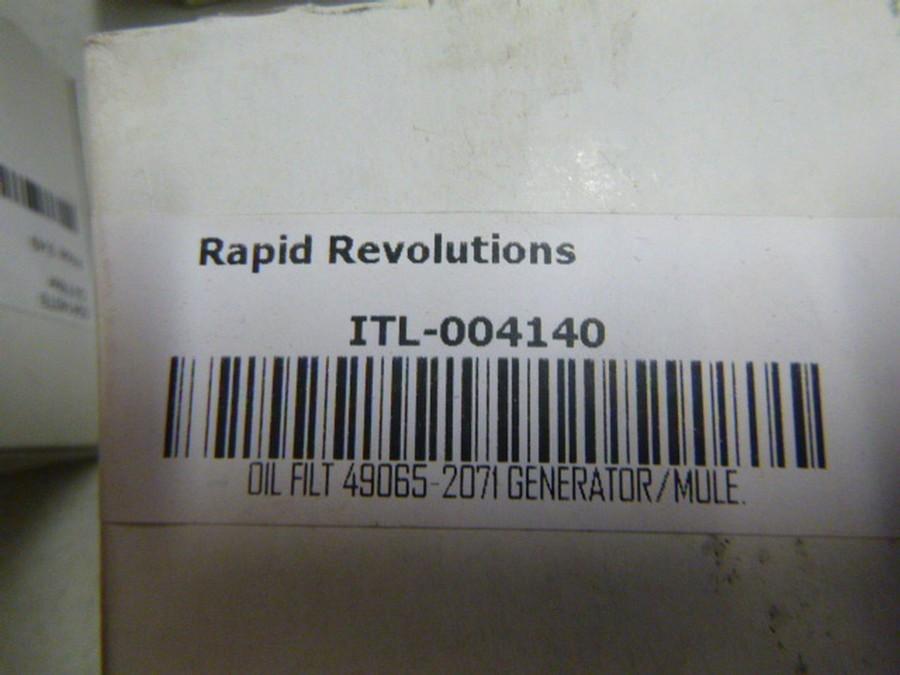 Rapid Revolutions
ITL-004140
OIL FILT 49065-2071 GENERATOR/MULE.